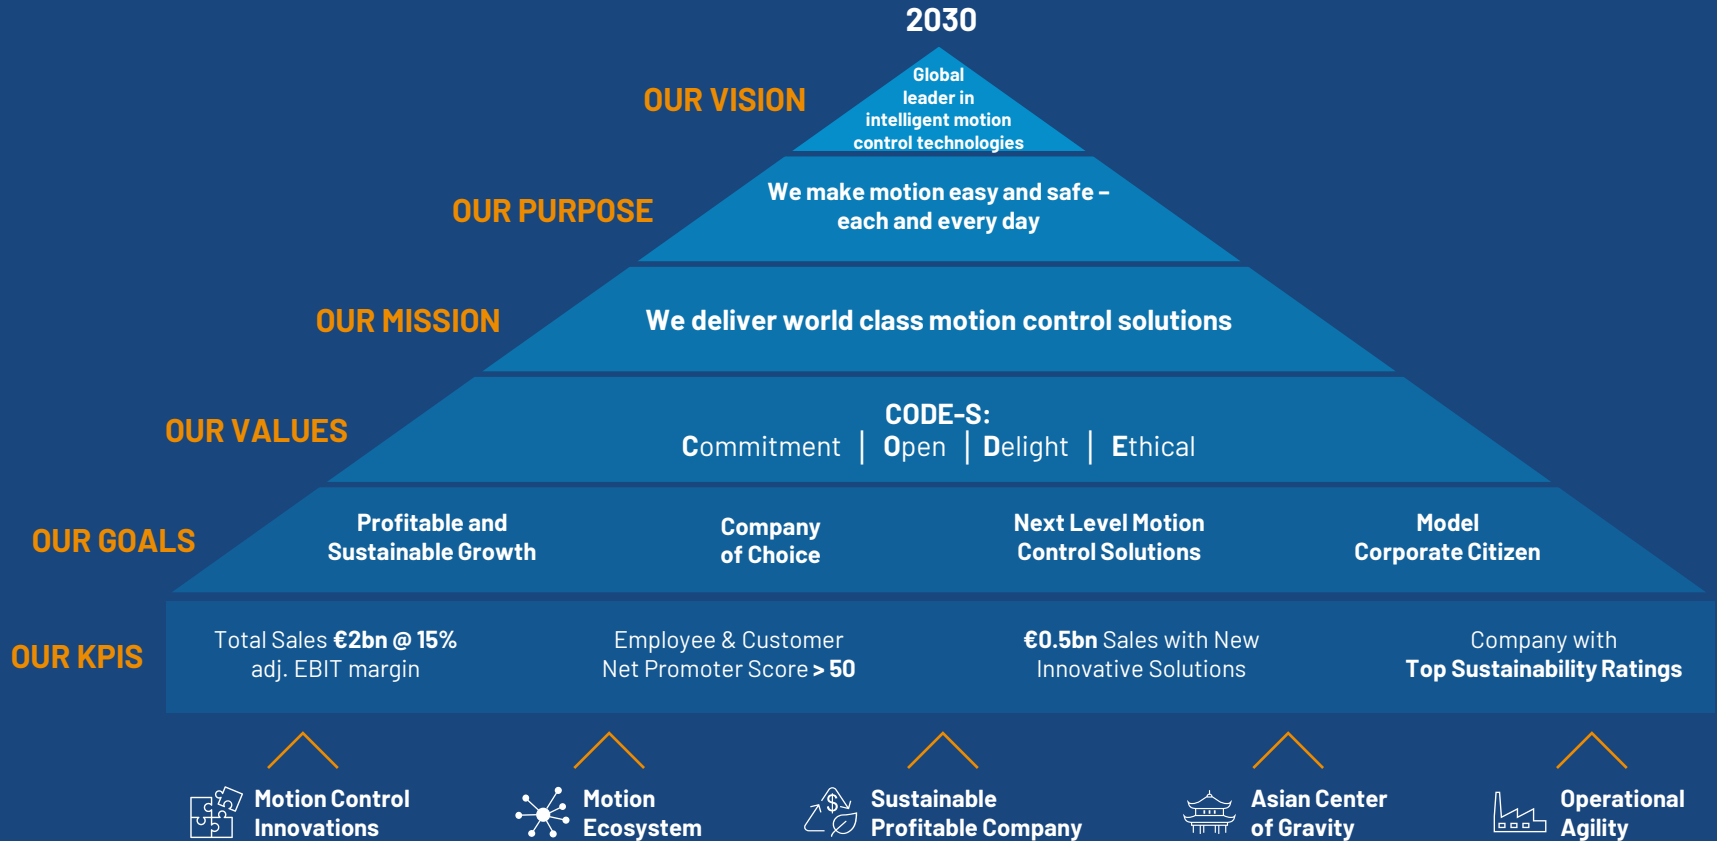 2030
OUR VISION
Global
leader in
intelligent motion
control technologies
OUR PURPOSE
We make motion easy and safe –
each and every day
OUR MISSION
We deliver world class motion control solutions
OUR VALUES
CODE-S:
Commitment | Open | Delight | Ethical
OUR GOALS
Profitable and
Sustainable Growth
Company
of Choice
Next Level Motion
Control Solutions
Model
Corporate Citizen
OUR KPIS
Total Sales €2bn @ 15%
adj. EBIT margin
Employee & Customer
Net Promoter Score > 50
€0.5bn Sales with New
Innovative Solutions
Company with
Top Sustainability Ratings
Motion Control
Innovations
Motion
Ecosystem
$
Sustainable
Profitable Company
Asian Center
of Gravity
Operational
Agility